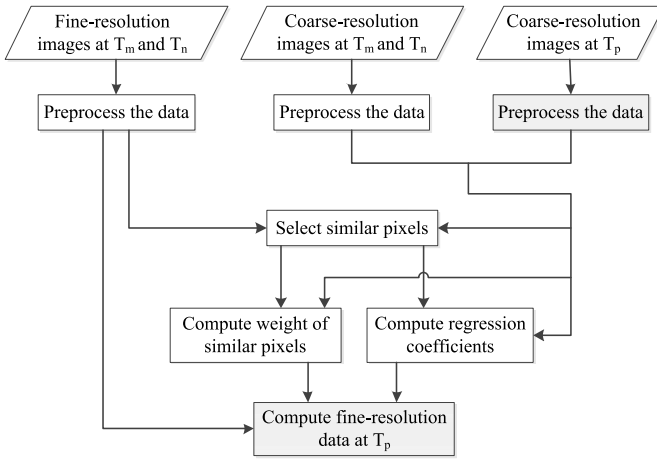 Fine-resolution
images at Tm and Tn
Coarse-resolution
images at Tm and Tn
Coarse-resolution
images at Tp
Preprocess the data
Preprocess the data
Preprocess the data
Select similar pixels
Compute weight of
similar pixels
Compute regression
coefficients
Compute fine-resolution
data at Tp